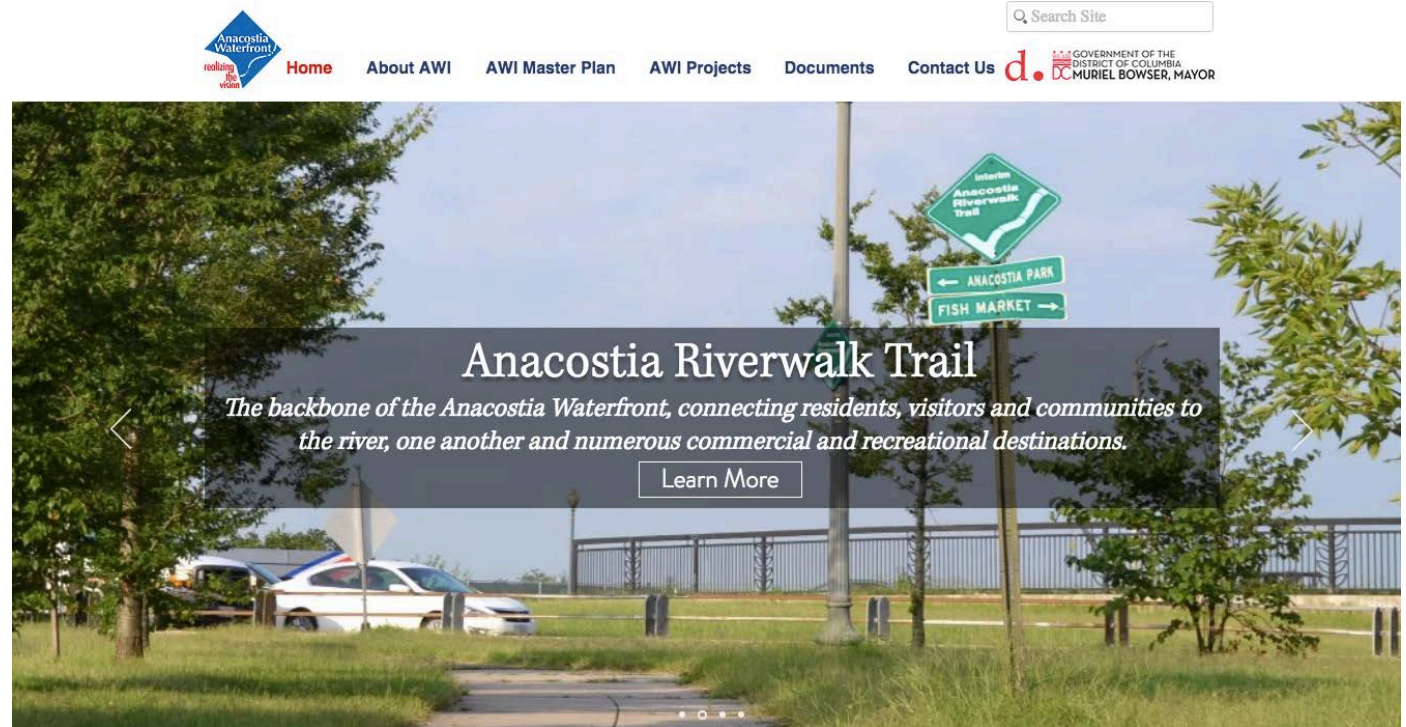 Search Site
Anacostia
Waterfront
realizing
the
vision
Home About AWI AWI Master Plan AWI Projects Documents Contact Us
d.
DC
GOVERNMENT OF THE
DISTRICT OF COLUMBIA
MURIEL BOWSER, MAYOR
interim
Anacostia
Riverwalk
Trail
← ANACOSTIA PARK
FISH MARKET →
Anacostia Riverwalk Trail
The backbone of the Anacostia Waterfront, connecting residents, visitors and communities to
the river, one another and numerous commercial and recreational destinations.
Learn More